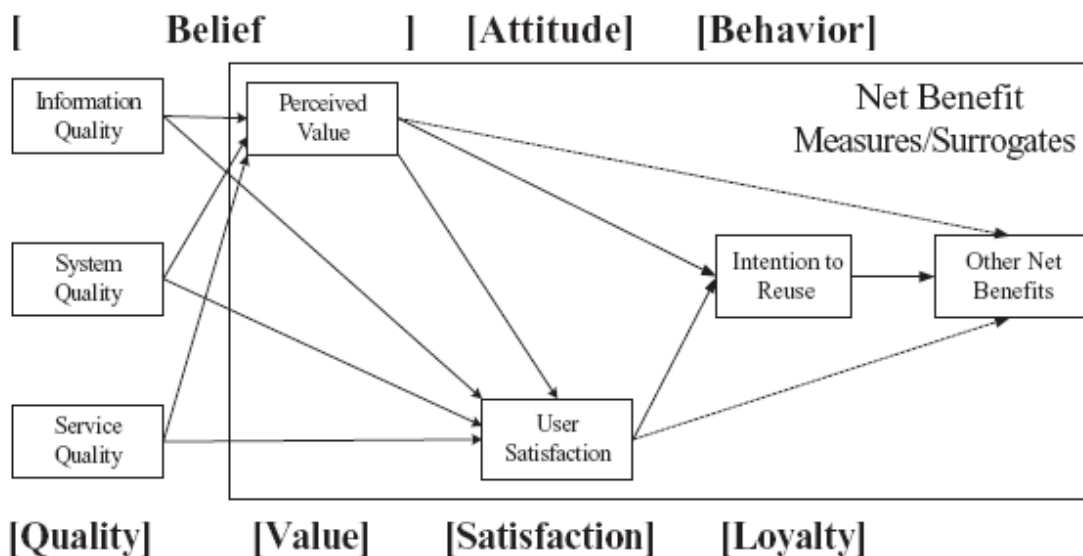 [ Belief ] [Attitude] [Behavior]
Information
Quality
Perceived
Value
Net Benefit
Measures/Surrogates
System
Quality
Intention to
Reuse
Other Net
Benefits
Service
Quality
User
Satisfaction
[Quality] [Value] [Satisfaction] [Loyalty]